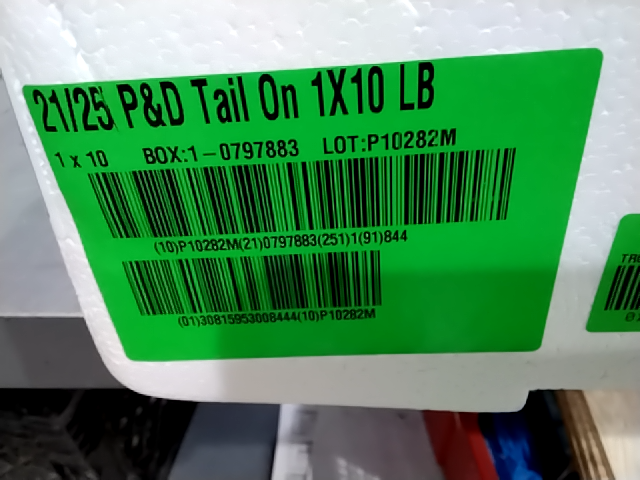 21/25 P&D Tail On 1X10 LB
1 x 10 BOX:1-0797883 LOT:P10282M
(10)P10282M(21)0797883(251)1(91)844
(01)30815953008444(10)P10282M